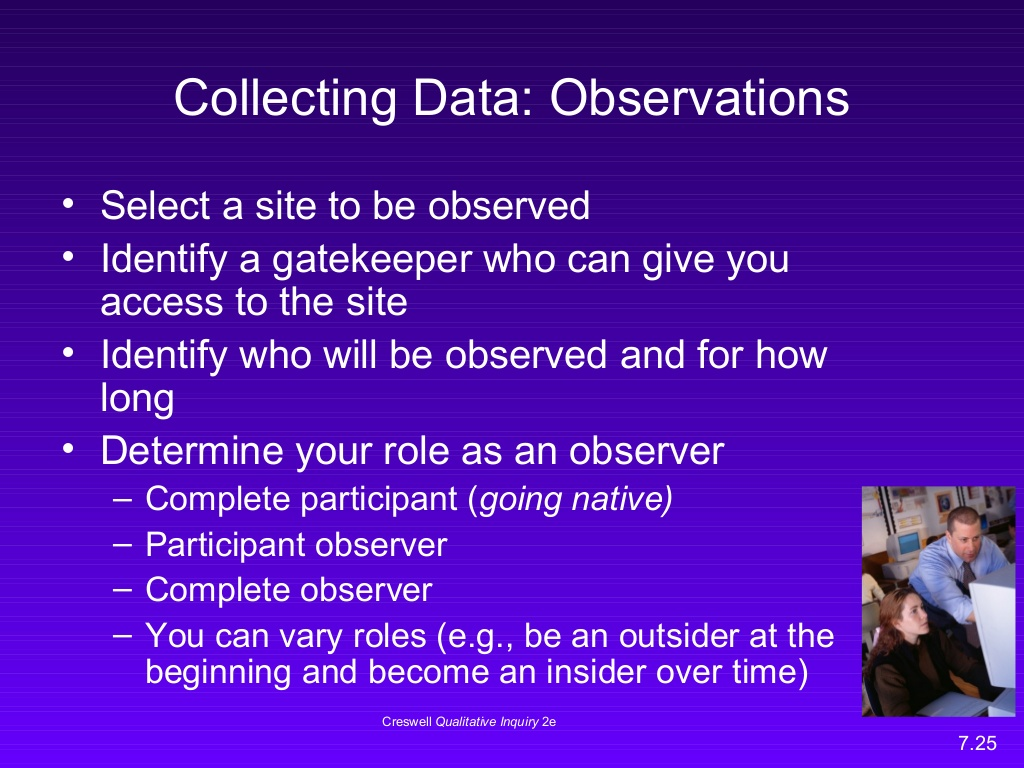 Collecting Data: Observations
• Select a site to be observed
• Identify a gatekeeper who can give you
access to the site
• Identify who will be observed and for how
long
• Determine your role as an observer
– Complete participant (going native)
– Participant observer
– Complete observer
– You can vary roles (e.g., be an outsider at the
beginning and become an insider over time)
Creswell Qualitative Inquiry 2e
7.25